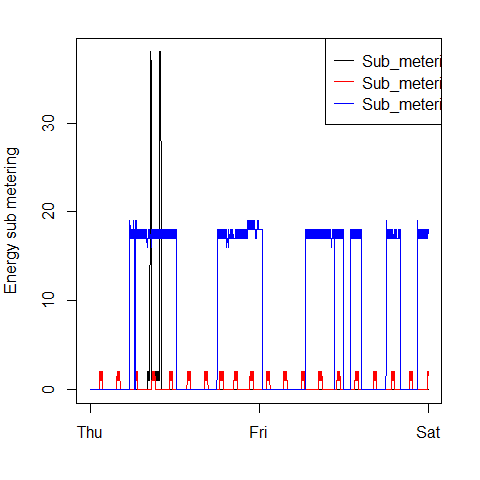 Sub_meteri
Sub_meteri
Sub_meteri
Energy sub metering
30
20
10
0
Thu Fri Sat